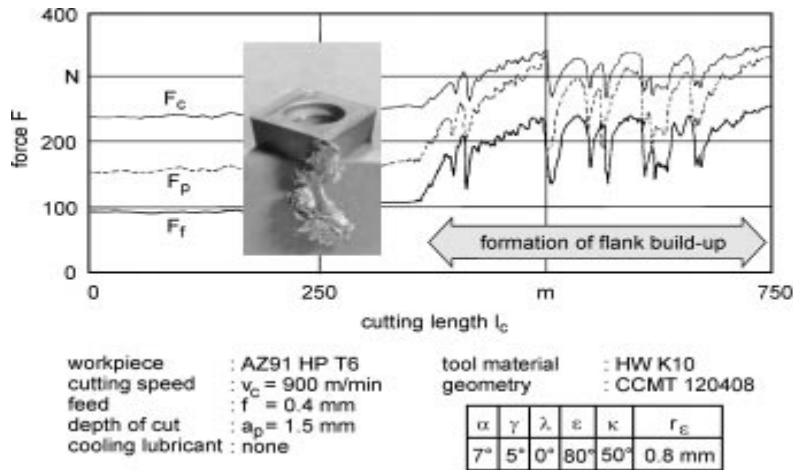 400
N
force F
200
100
0
F_c
F_p
F_f
formation of flank build-up
0 250 m 750
cutting length l_c
workpiece : AZ91 HP T6
cutting speed : v_c = 900 m/min
feed : f = 0.4 mm
depth of cut : a_p = 1.5 mm
cooling lubricant : none
tool material : HW K10
geometry : CCMT 120408
α γ λ ε κ r_ε
7° 5° 0° 80° 50° 0.8 mm